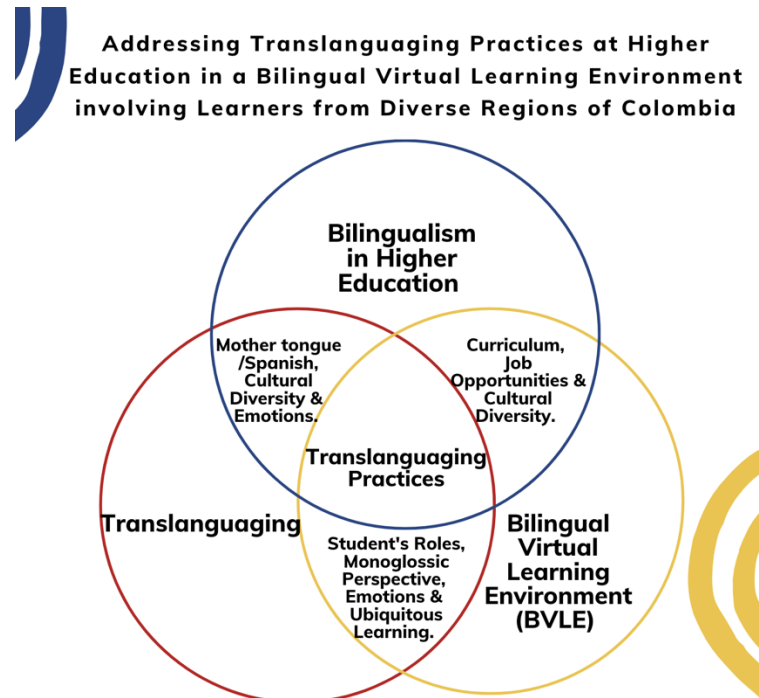 Addressing Translanguaging Practices at Higher
Education in a Bilingual Virtual Learning Environment
involving Learners from Diverse Regions of Colombia
Bilingualism
in Higher
Education
Mother tongue
/Spanish,
Cultural
Diversity &
Emotions.
Curriculum,
Job
Opportunities &
Cultural
Diversity.
Translanguaging
Practices
Translanguaging
Student's Roles,
Monoglossic
Perspective,
Emotions &
Ubiquitous
Learning.
Bilingual
Virtual
Learning
Environment
(BVLE)